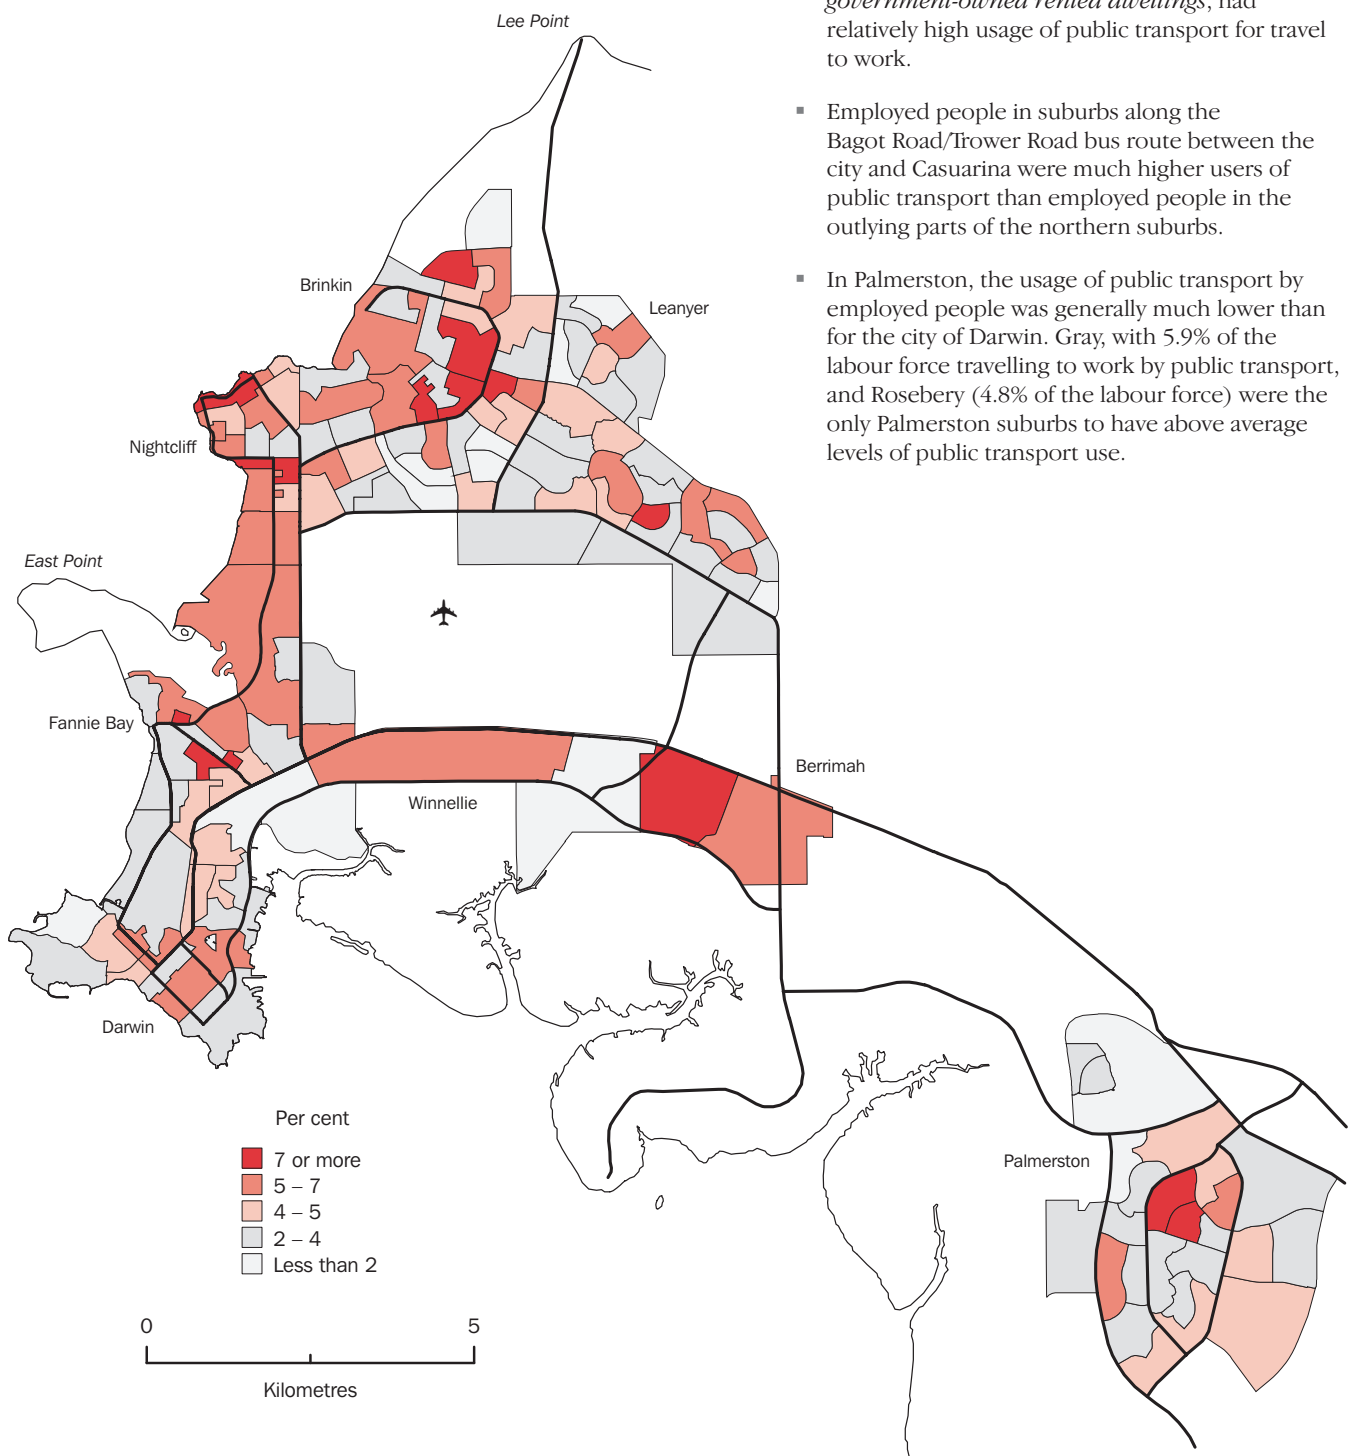 government-owned rented dwellings, had
relatively high usage of public transport for travel
to work.
▪ Employed people in suburbs along the
Bagot Road/Trower Road bus route between the
city and Casuarina were much higher users of
public transport than employed people in the
outlying parts of the northern suburbs.
▪ In Palmerston, the usage of public transport by
employed people was generally much lower than
for the city of Darwin. Gray, with 5.9% of the
labour force travelling to work by public transport,
and Rosebery (4.8% of the labour force) were the
only Palmerston suburbs to have above average
levels of public transport use.
Lee Point
Brinkin
Leanyer
Nightcliff
East Point
Fannie Bay
Berrimah
Winnellie
Darwin
Palmerston
Per cent
7 or more
5 – 7
4 – 5
2 – 4
Less than 2
0 5
Kilometres